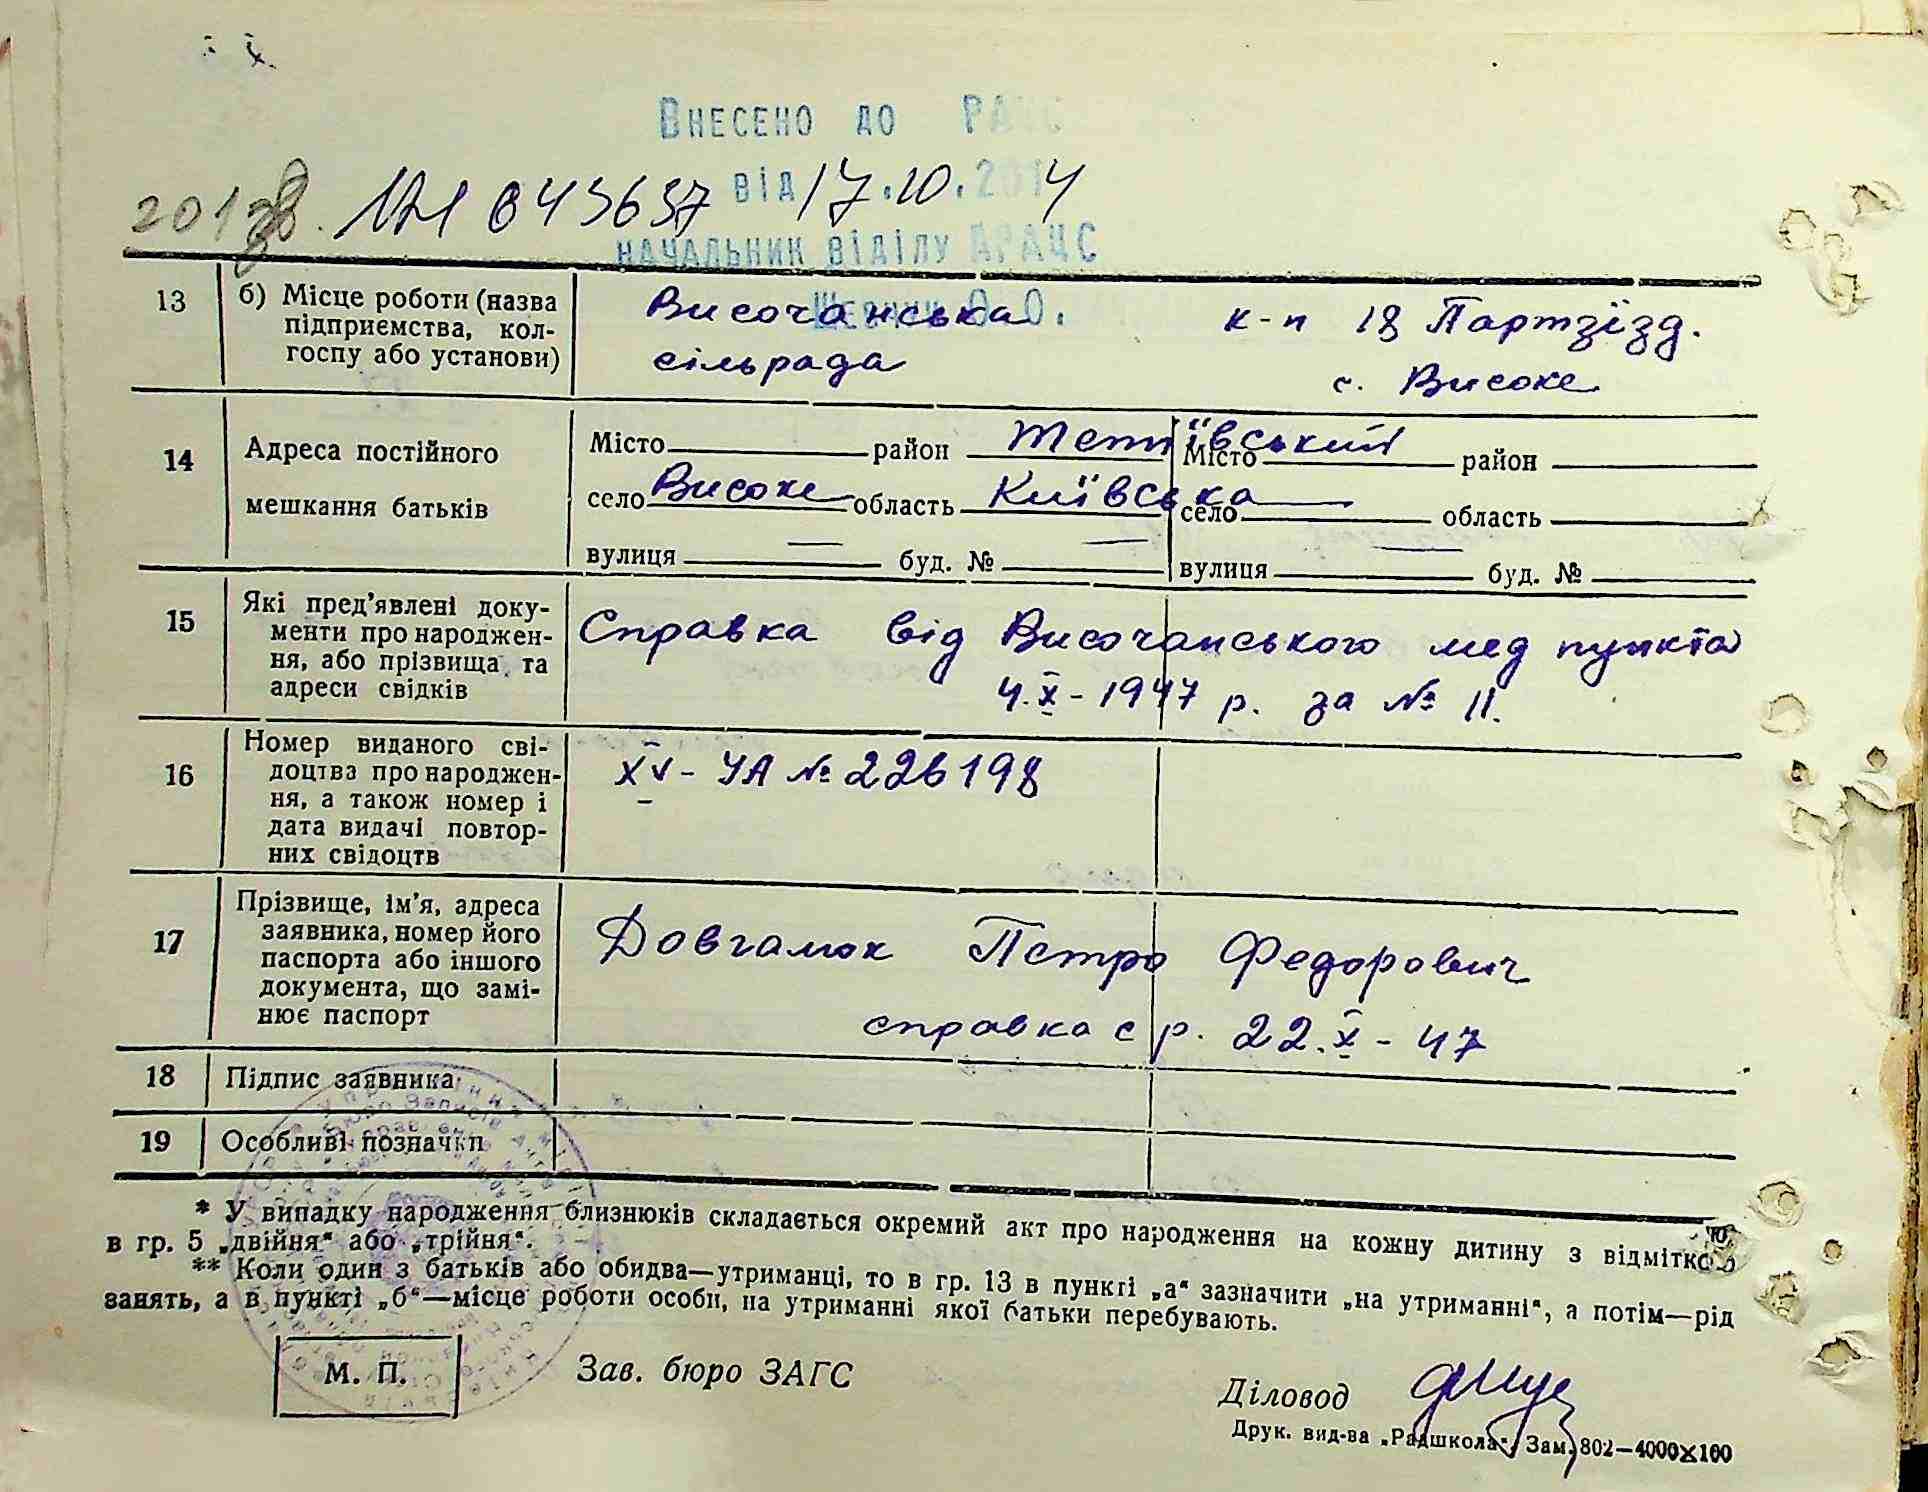 Внесено до РАЦС
від 17.10.2014
начальник відділу ДРАЦС
О.
13 б) Місце роботи (назва підприємства, колгоспу або установи)
Височанська сільрада
к-п 18 Партзїзд.
с. Високе
14 Адреса постійного мешкання батьків
Місто район Тетіївський Місто район
село Високе область Київська село область
вулиця — буд. № — вулиця — буд. №
15 Які пред’явлені документи про народження, або прізвища та адреси свідків
Справка від Височанського мед пункта
4.X-1947 р. за № 11.
16 Номер виданого свідоцтва про народження, а також номер і дата видачі повторних свідоцтв
XV-УА № 226198
17 Прізвище, ім’я, адреса заявника, номер його паспорта або іншого документа, що замінює паспорт
Довгалюк Петро Федорович
справка с р. 22.X-47
18 Підпис заявника
19 Особливі позначки
* У випадку народження близнюків складається окремий акт про народження на кожну дитину з відміткою
в гр. 5 „двійня“ або „трійня“.
** Коли один з батьків або обидва—утриманці, то в гр. 13 в пункті „а“ зазначити „на утриманні“, а потім—рід
занять, а в пункті „б“—місце роботи особи, на утриманні якої батьки перебувають.
М. П.
Зав. бюро ЗАГС
Діловод
Друк. вид-ва „Радшкола“. Зам. 802—4000X100